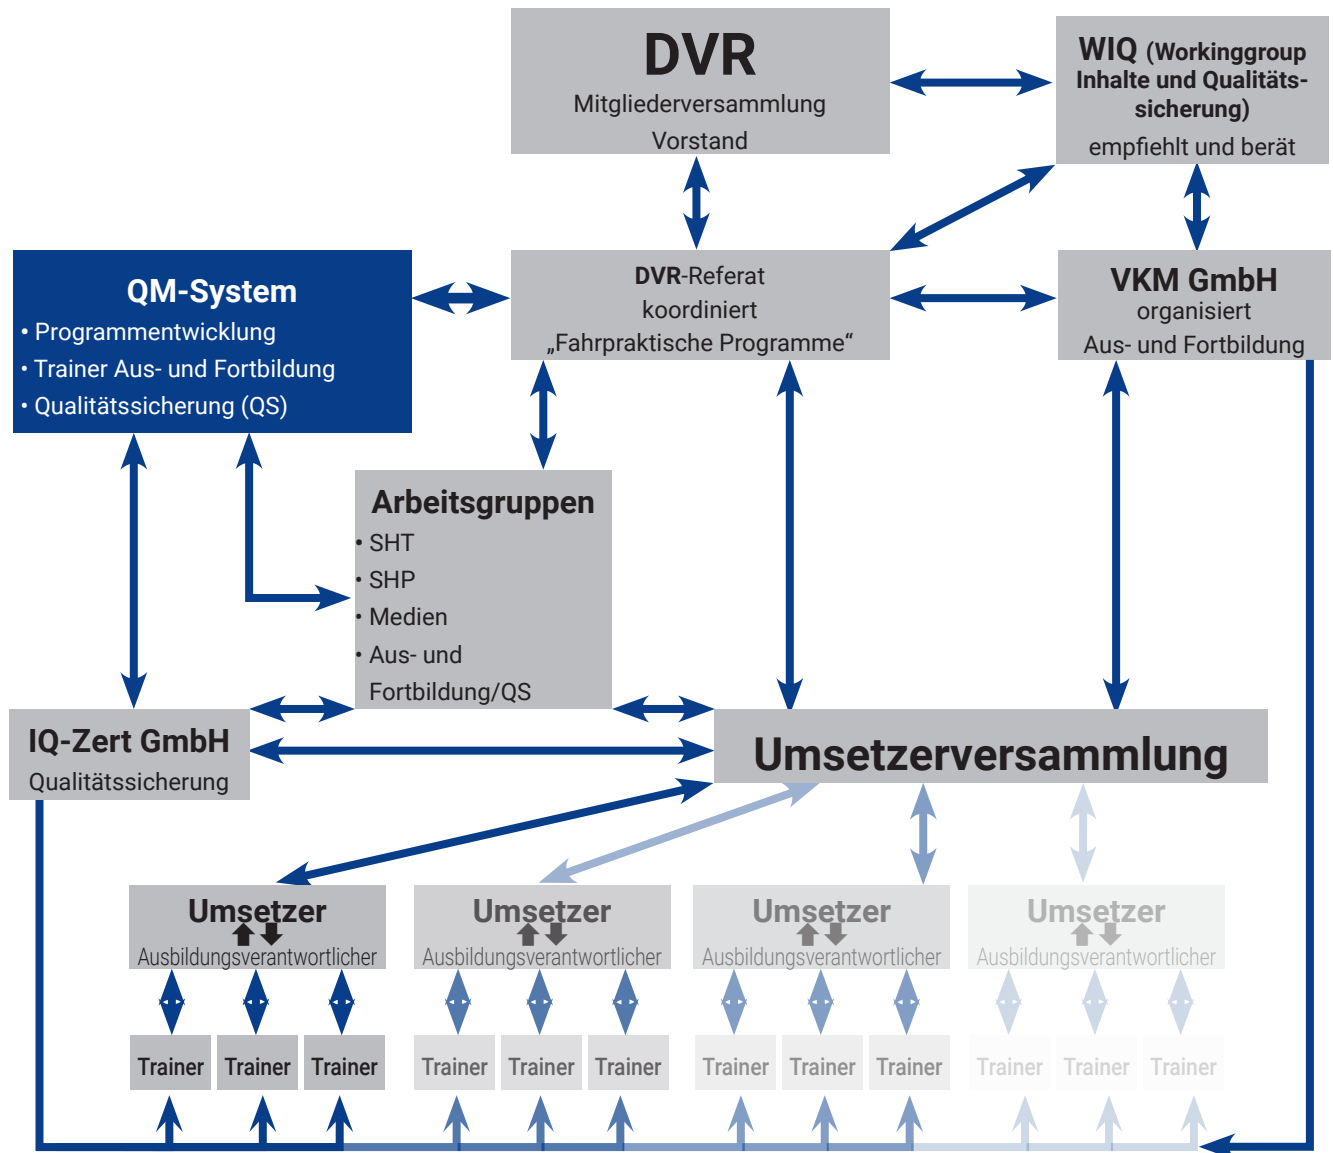 DVR
Mitgliederversammlung
Vorstand
WIQ (Workinggroup
Inhalte und Qualitäts-
sicherung)
empfiehlt und berät
QM-System
• Programmentwicklung
• Trainer Aus- und Fortbildung
• Qualitätssicherung (QS)
DVR-Referat
koordiniert
„Fahrpraktische Programme“
VKM GmbH
organisiert
Aus- und Fortbildung
Arbeitsgruppen
• SHT
• SHP
• Medien
• Aus- und
Fortbildung/QS
IQ-Zert GmbH
Qualitätssicherung
Umsetzerversammlung
Umsetzer
Ausbildungsverantwortlicher
Umsetzer
Ausbildungsverantwortlicher
Umsetzer
Ausbildungsverantwortlicher
Umsetzer
Ausbildungsverantwortlicher
Trainer
Trainer
Trainer
Trainer
Trainer
Trainer
Trainer
Trainer
Trainer
Trainer
Trainer
Trainer